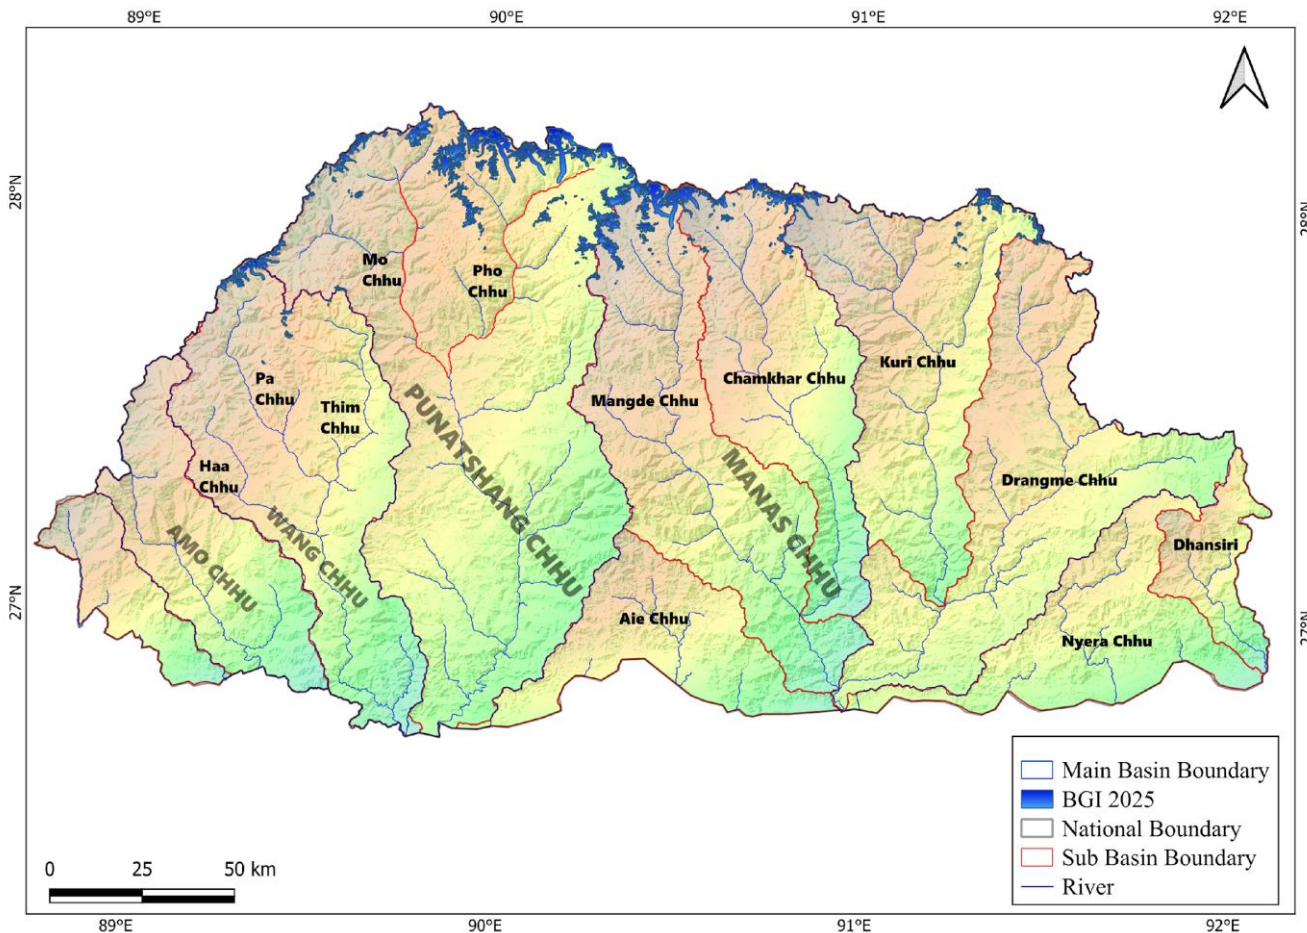 89°E
90°E
91°E
92°E
28°N
28°N
Mo
Chhu
Pho
Chhu
Pa
Chhu
Thim
Chhu
Haa
Chhu
PUNATSHANG CHHU
Mangde Chhu
Chamkhar Chhu
Kuri Chhu
MANAS CHHU
Drangme Chhu
AMO CHHU
WANG CHHU
Dhansiri
Aie Chhu
Nyera Chhu
27°N
27°N
Main Basin Boundary
BGI 2025
National Boundary
Sub Basin Boundary
River
0
25
50 km
89°E
90°E
91°E
92°E